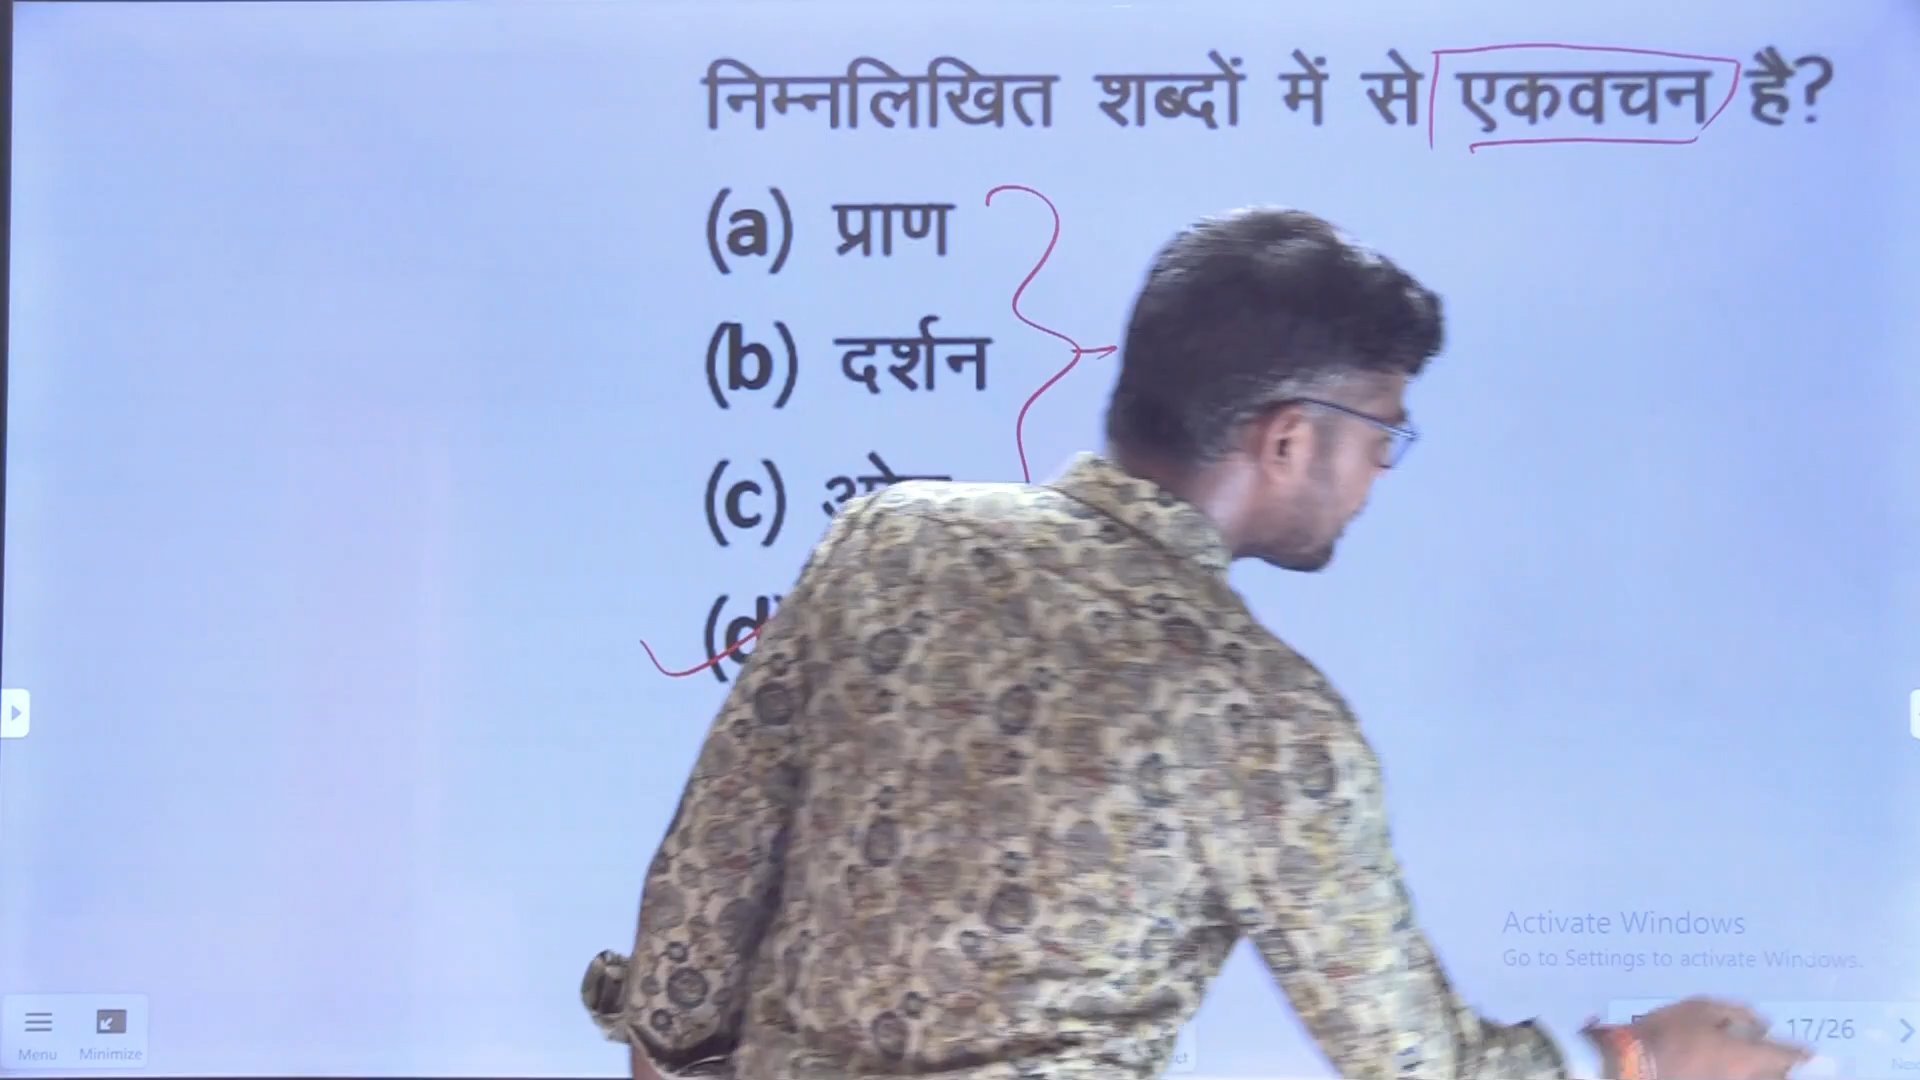 निम्नलिखित शब्दों में से एकवचन है?
(a) प्राण
(b) दर्शन
(c)
(d)
Activate Windows
Go to Settings to activate Windows.
Menu
Minimize
17/26